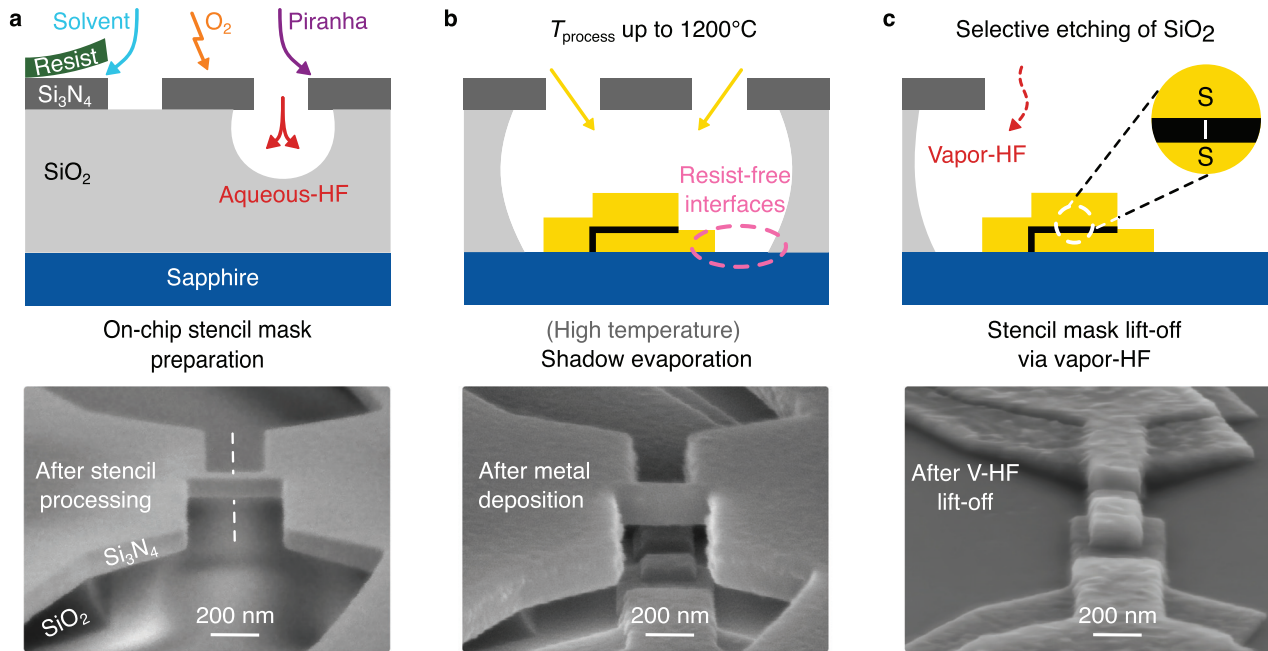 a
Solvent
O2
Piranha
Resist
Si3N4
SiO2
Aqueous-HF
Sapphire
On-chip stencil mask
preparation
After stencil
processing
Si3N4
SiO2
200 nm
b
Tprocess up to 1200°C
Resist-free
interfaces
(High temperature)
Shadow evaporation
After metal
deposition
200 nm
c
Selective etching of SiO2
Vapor-HF
S
I
S
Stencil mask lift-off
via vapor-HF
After V-HF
lift-off
200 nm